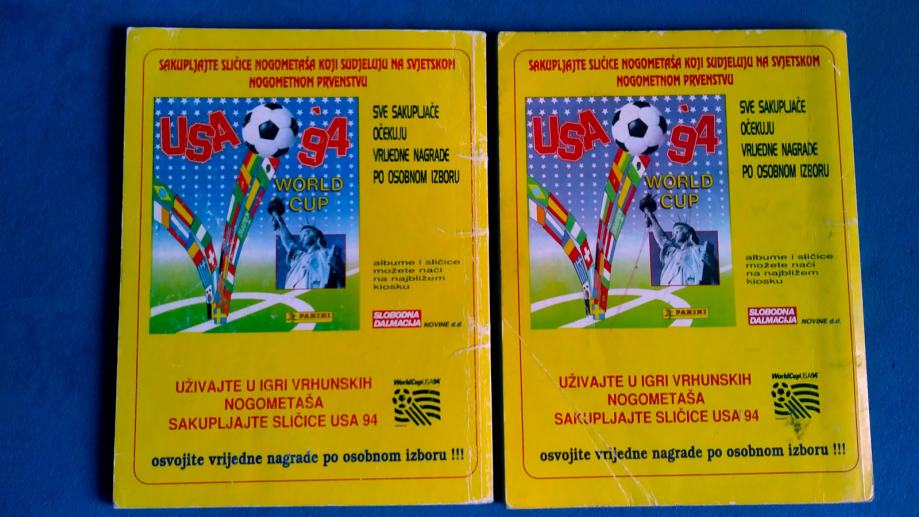 SAKUPLJAJTE SLIČICE NOGOMETAŠA KOJI SUDJELUJU NA SVJETSKOM
NOGOMETNOM PRVENSTVU
USA '94
WORLD
CUP
PANINI
SVE SAKUPLJAČE
OČEKUJU
VRIJEDNE NAGRADE
PO OSOBNOM IZBORU
albume i sličice
možete naći
na najbližem
kiosku
SLOBODNA
DALMACIJA NOVINE d.d.
UŽIVAJTE U IGRI VRHUNSKIH
NOGOMETAŠA
SAKUPLJAJTE SLIČICE USA 94
WorldCupUSA94
osvojite vrijedne nagrade po osobnom izboru !!!
SAKUPLJAJTE SLIČICE NOGOMETAŠA KOJI SUDJELUJU NA SVJETSKOM
NOGOMETNOM PRVENSTVU
USA '94
WORLD
CUP
PANINI
SVE SAKUPLJAČE
OČEKUJU
VRIJEDNE NAGRADE
PO OSOBNOM IZBORU
albume i sličice
možete naći
na najbližem
kiosku
SLOBODNA
DALMACIJA NOVINE d.d.
UŽIVAJTE U IGRI VRHUNSKIH
NOGOMETAŠA
SAKUPLJAJTE SLIČICE USA 94
WorldCupUSA94
osvojite vrijedne nagrade po osobnom izboru !!!